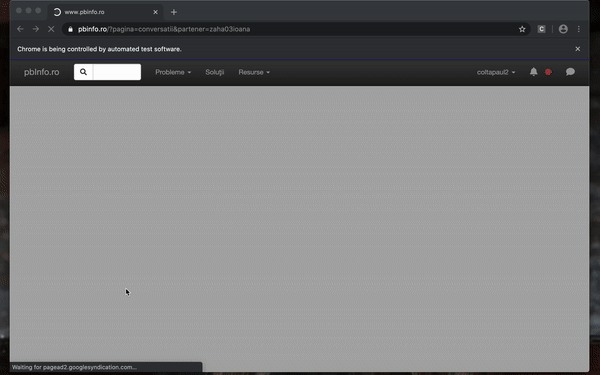 www.pbinfo.ro
pbinfo.ro/?pagina=conversatii&partener=zaha03ioana
Chrome is being controlled by automated test software.
pbInfo.ro
Probleme
Soluții
Resurse
coltapaul2
Waiting for pagead2.googlesyndication.com...